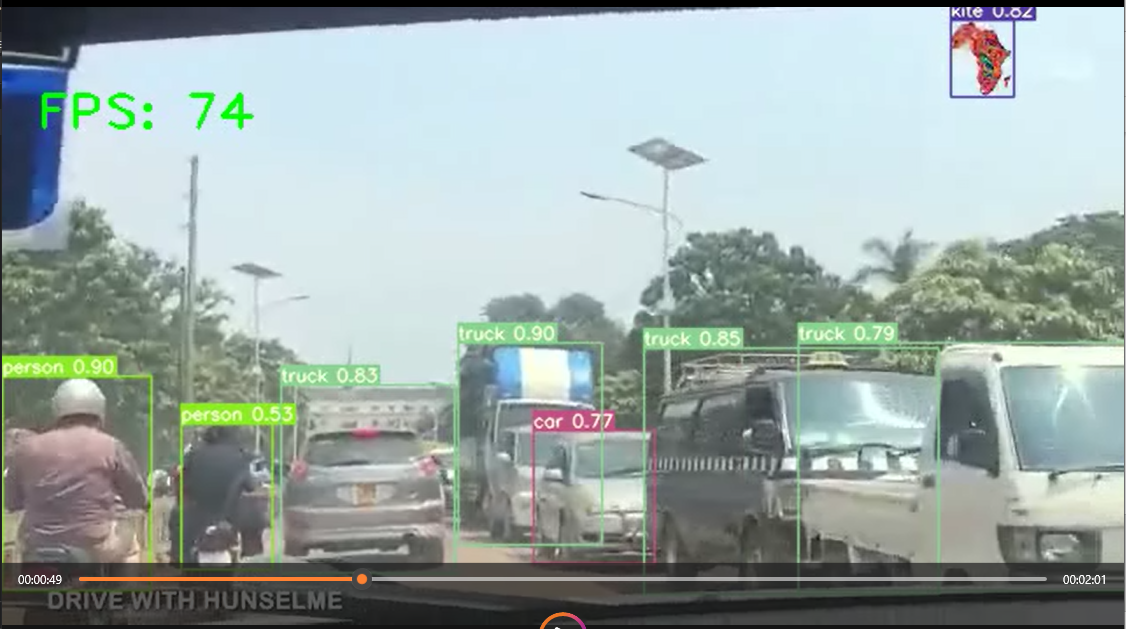 kite 0.82
FPS: 74
truck 0.90
truck 0.85
truck 0.79
person 0.90
truck 0.83
person 0.53
car 0.77
00:00:49
00:02:01
DRIVE WITH HUNSELME